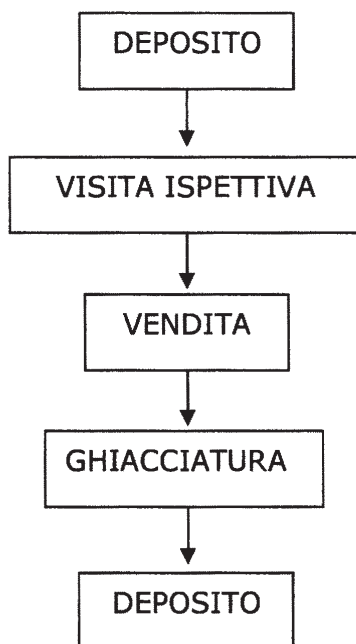 DEPOSITO
VISITA ISPETTIVA
VENDITA
GHIACCIATURA
DEPOSITO